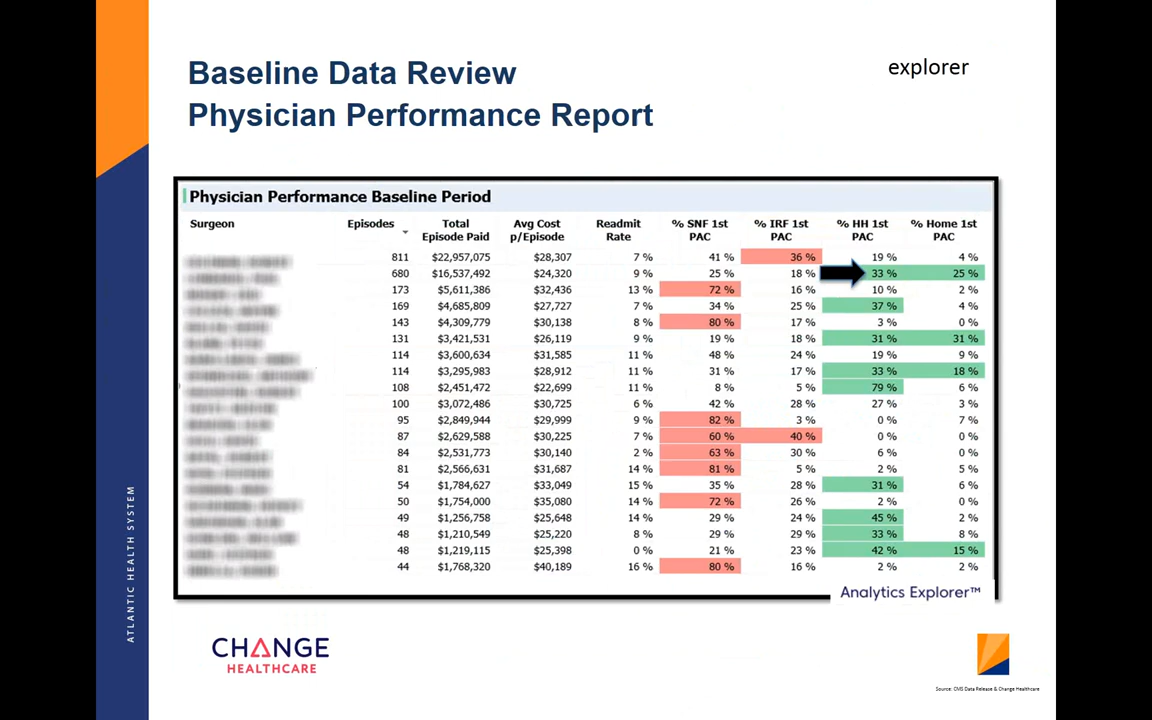 Baseline Data Review
Physician Performance Report
explorer
Physician Performance Baseline Period
Surgeon Episodes Total Episode Paid Avg Cost p/Episode Readmit Rate % SNF 1st PAC % IRF 1st PAC % HH 1st PAC % Home 1st PAC
811 $22,957,075 $28,307 7 % 41 % 36 % 19 % 4 %
680 $16,537,492 $24,320 9 % 25 % 18 % 33 % 25 %
173 $5,611,386 $32,436 13 % 72 % 16 % 10 % 2 %
169 $4,685,809 $27,727 7 % 34 % 25 % 37 % 4 %
143 $4,309,779 $30,138 8 % 80 % 17 % 3 % 0 %
131 $3,421,531 $26,119 9 % 19 % 18 % 31 % 31 %
114 $3,600,634 $31,585 11 % 48 % 24 % 19 % 9 %
114 $3,295,983 $28,912 11 % 31 % 17 % 33 % 18 %
108 $2,451,472 $22,699 11 % 8 % 5 % 79 % 6 %
100 $3,072,486 $30,725 6 % 42 % 28 % 27 % 3 %
95 $2,849,944 $29,999 9 % 82 % 3 % 0 % 7 %
87 $2,629,588 $30,225 7 % 60 % 40 % 0 % 0 %
84 $2,531,773 $30,140 2 % 63 % 30 % 6 % 0 %
81 $2,566,631 $31,687 14 % 81 % 5 % 2 % 5 %
54 $1,784,627 $33,049 15 % 35 % 28 % 31 % 6 %
50 $1,754,000 $35,080 14 % 72 % 26 % 2 % 0 %
49 $1,256,758 $25,648 14 % 29 % 24 % 45 % 2 %
48 $1,210,549 $25,220 8 % 29 % 29 % 33 % 8 %
48 $1,219,115 $25,398 0 % 21 % 23 % 42 % 15 %
44 $1,768,320 $40,189 16 % 80 % 16 % 2 % 2 %
Analytics Explorer™
ATLANTIC HEALTH SYSTEM
CHANGE
HEALTHCARE
Source: CMS Data Release & Change Healthcare